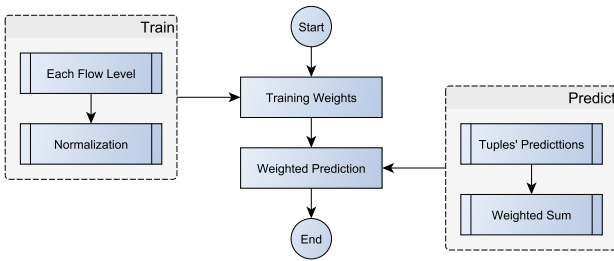 Start
Train
Each Flow Level
Training Weights
Predict
Normalization
Tuples' Predicttions
Weighted Prediction
Weighted Sum
End